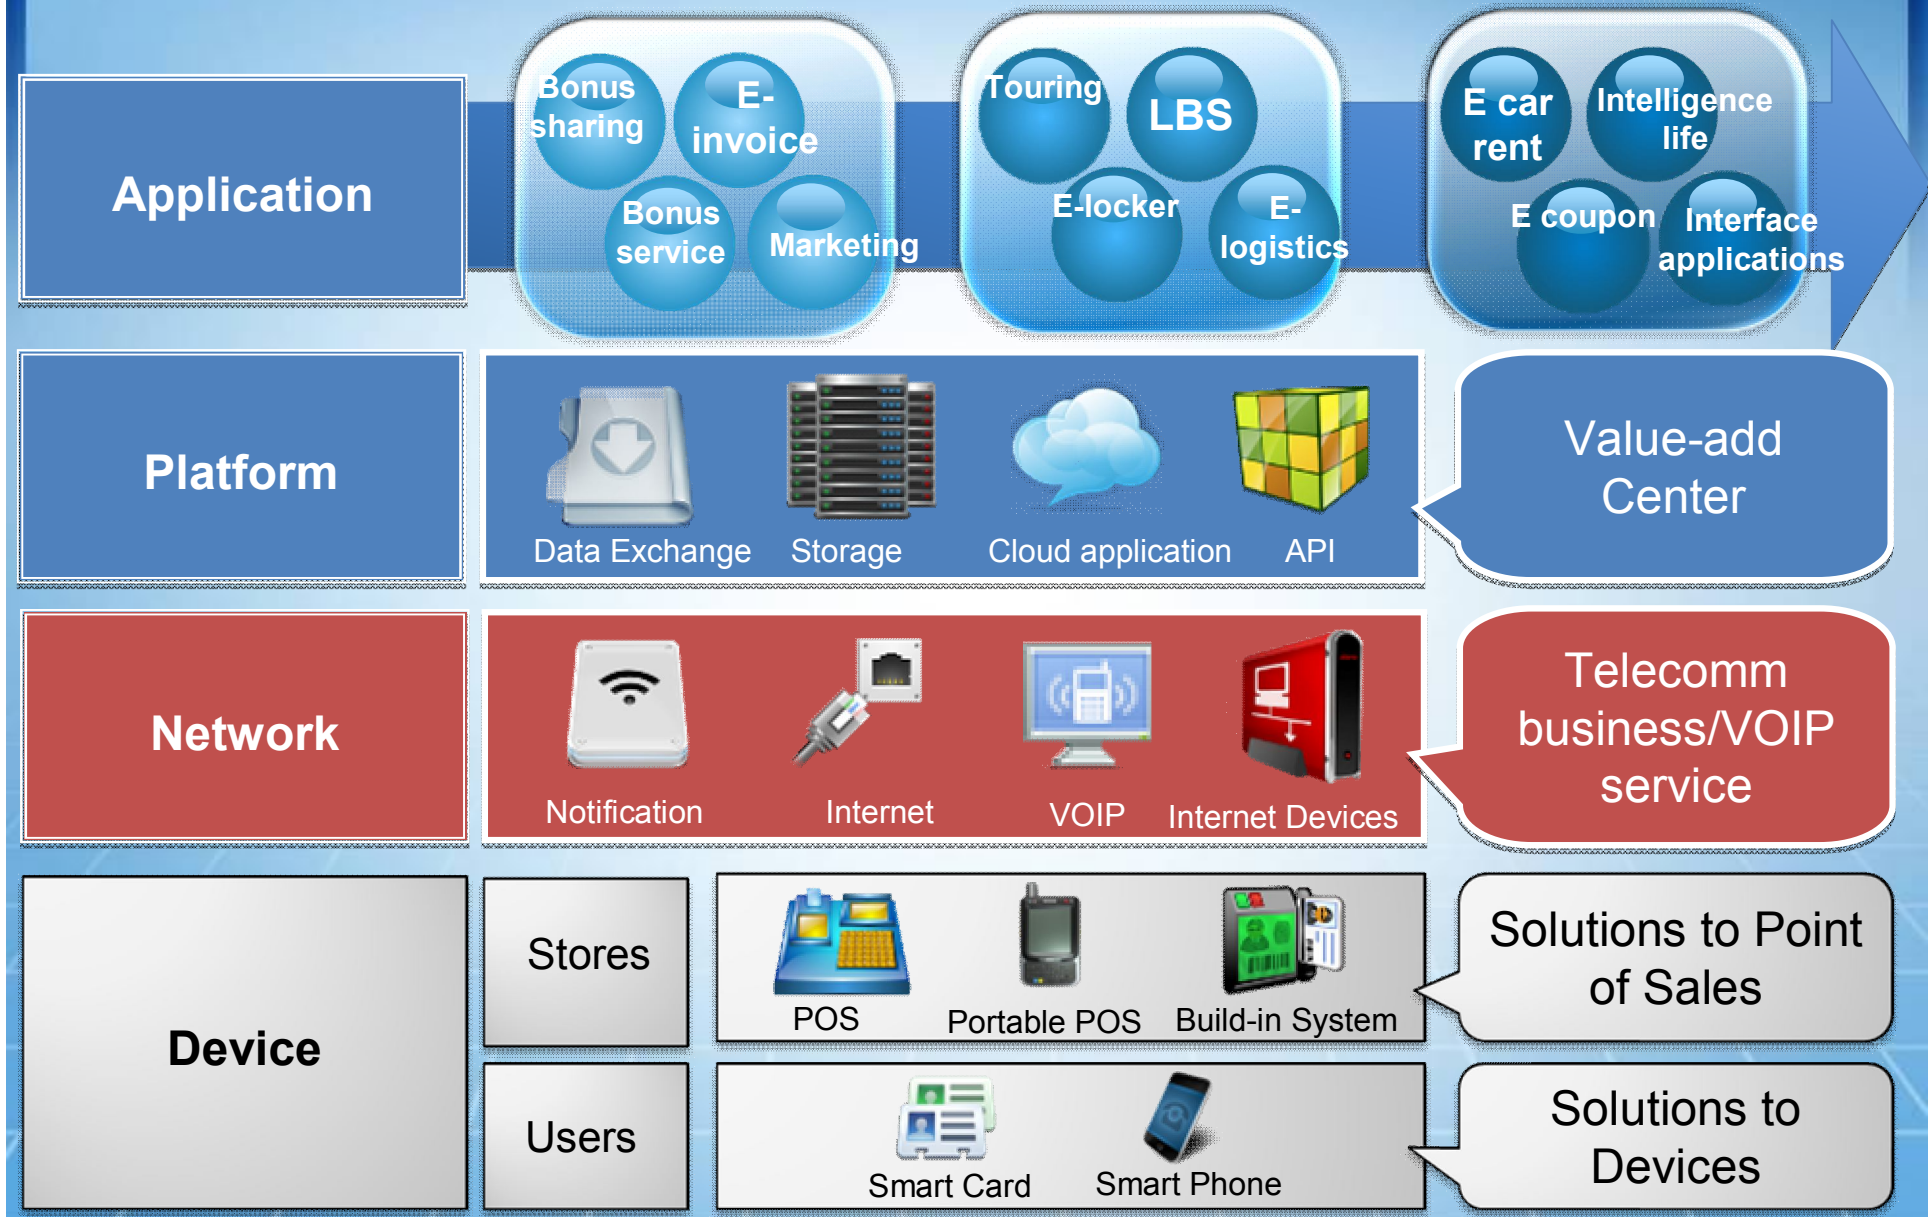 Application
Bonus
sharing
E-
invoice
Bonus
service
Marketing
Touring
LBS
E-locker
E-
logistics
E car
rent
Intelligence
life
E coupon
Interface
applications
Platform
Data Exchange
Storage
Cloud application
API
Value-add
Center
Network
Notification
Internet
VOIP
Internet Devices
Telecomm
business/VOIP
service
Device
Stores
POS
Portable POS
Build-in System
Solutions to Point
of Sales
Users
Smart Card
Smart Phone
Solutions to
Devices